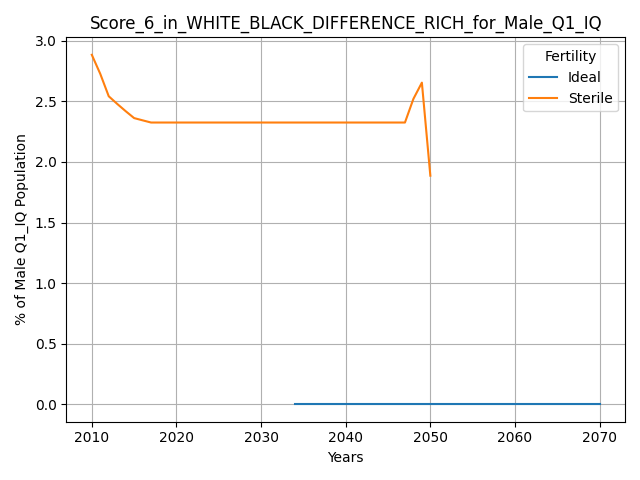 Score_6_in_WHITE_BLACK_DIFFERENCE_RICH_for_Male_Q1_IQ
3.0
2.5
2.0
1.5
1.0
0.5
0.0
% of Male Q1_IQ Population
Fertility
Ideal
Sterile
2010 2020 2030 2040 2050 2060 2070
Years